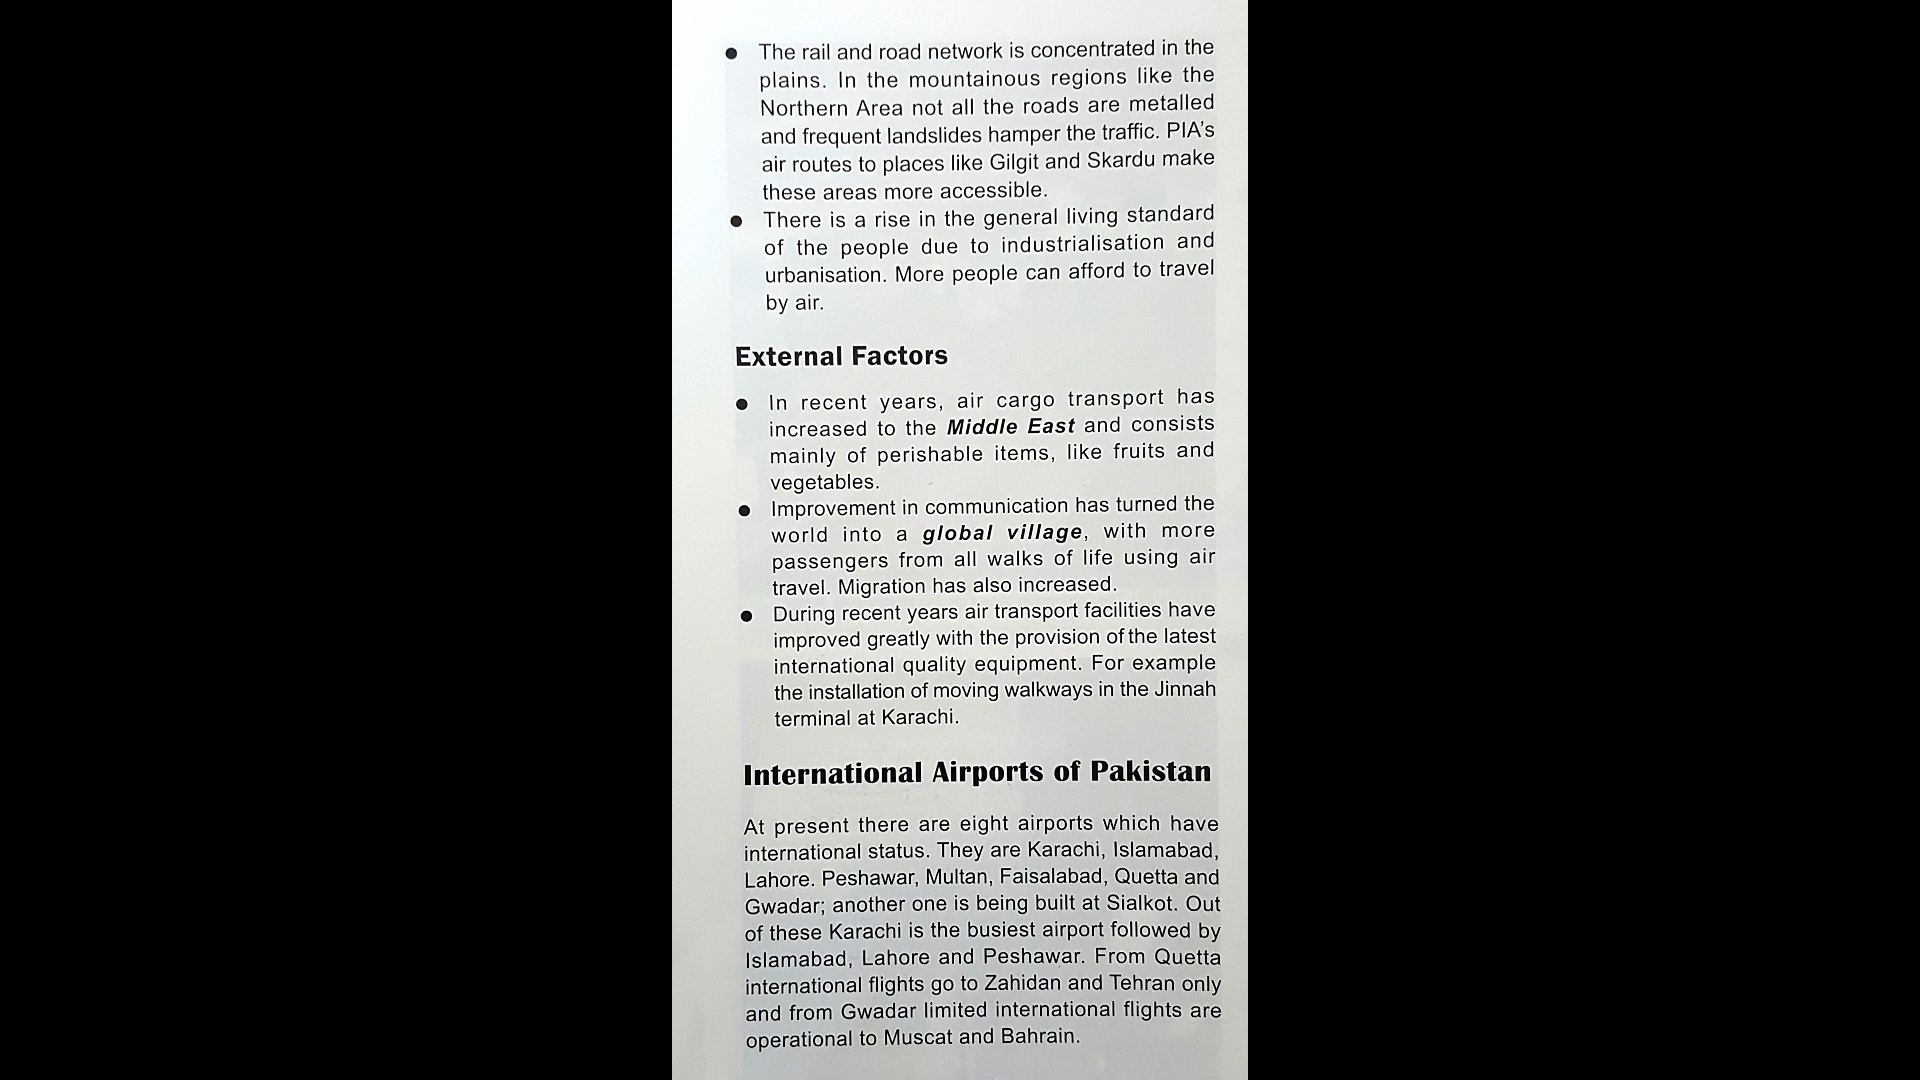 ● The rail and road network is concentrated in the
plains. In the mountainous regions like the
Northern Area not all the roads are metalled
and frequent landslides hamper the traffic. PIA's
air routes to places like Gilgit and Skardu make
these areas more accessible.
● There is a rise in the general living standard
of the people due to industrialisation and
urbanisation. More people can afford to travel
by air.
External Factors
● In recent years, air cargo transport has
increased to the Middle East and consists
mainly of perishable items, like fruits and
vegetables.
● Improvement in communication has turned the
world into a global village, with more
passengers from all walks of life using air
travel. Migration has also increased.
● During recent years air transport facilities have
improved greatly with the provision of the latest
international quality equipment. For example
the installation of moving walkways in the Jinnah
terminal at Karachi.
International Airports of Pakistan
At present there are eight airports which have
international status. They are Karachi, Islamabad,
Lahore. Peshawar, Multan, Faisalabad, Quetta and
Gwadar; another one is being built at Sialkot. Out
of these Karachi is the busiest airport followed by
Islamabad, Lahore and Peshawar. From Quetta
international flights go to Zahidan and Tehran only
and from Gwadar limited international flights are
operational to Muscat and Bahrain.